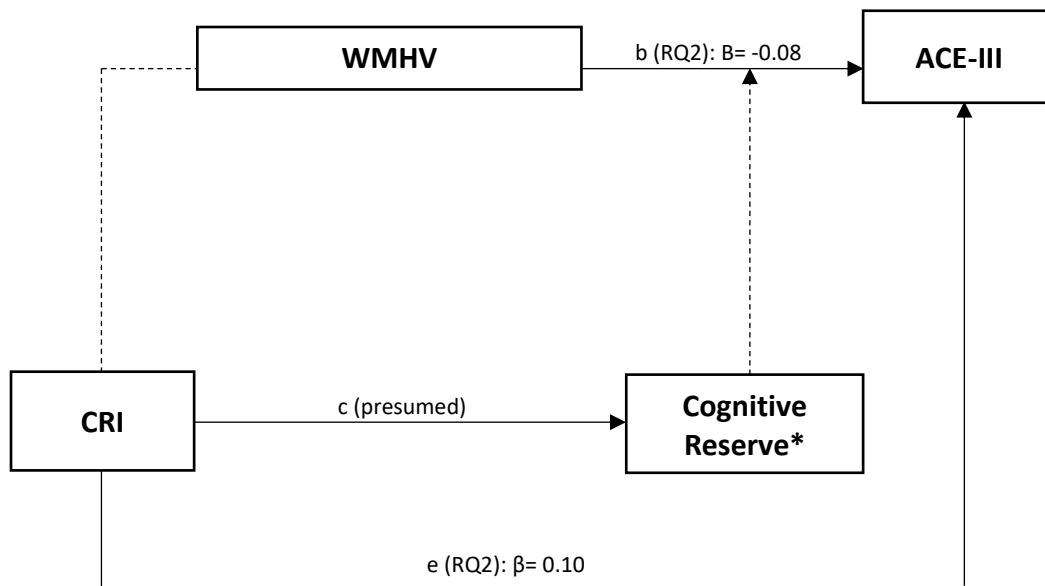 WMHV
b (RQ2): B= -0.08
ACE-III
CRI
c (presumed)
Cognitive
Reserve*
e (RQ2): β= 0.10